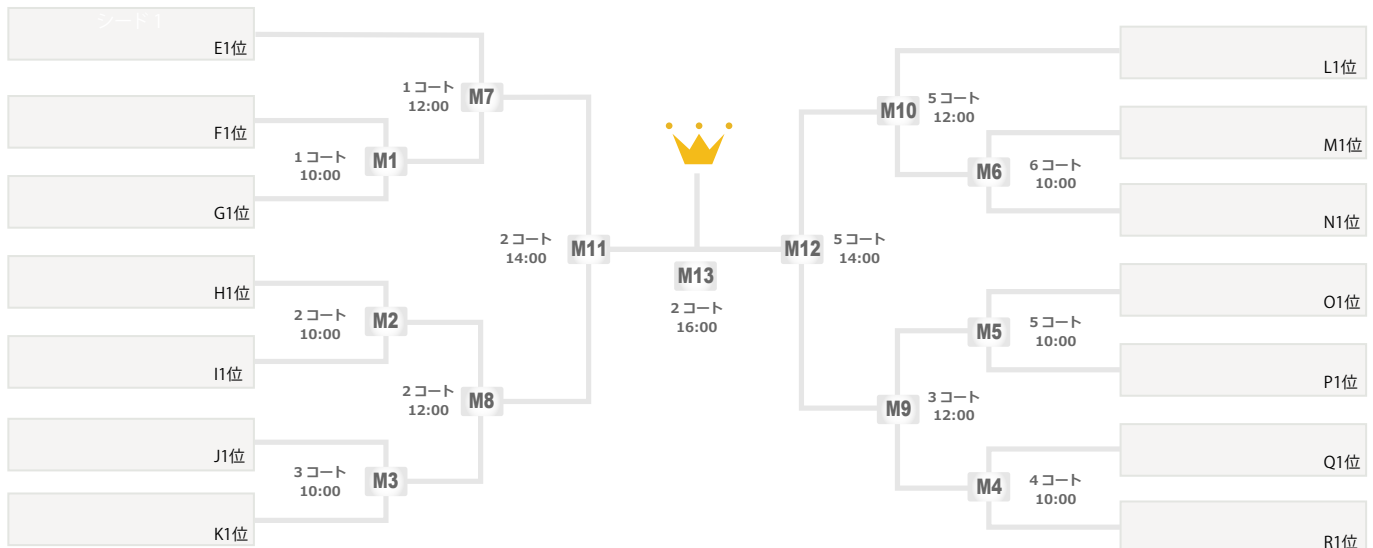 シード 1
E1位
F1位
G1位
H1位
I1位
J1位
K1位
1 コート
12:00
M7
1 コート
10:00
M1
2 コート
10:00
M2
2 コート
12:00
M8
3 コート
10:00
M3
2 コート
14:00
M11
M13
2 コート
16:00
M12
5 コート
14:00
M10
5 コート
12:00
M6
6 コート
10:00
M5
5 コート
10:00
M9
3 コート
12:00
M4
4 コート
10:00
L1位
M1位
N1位
O1位
P1位
Q1位
R1位